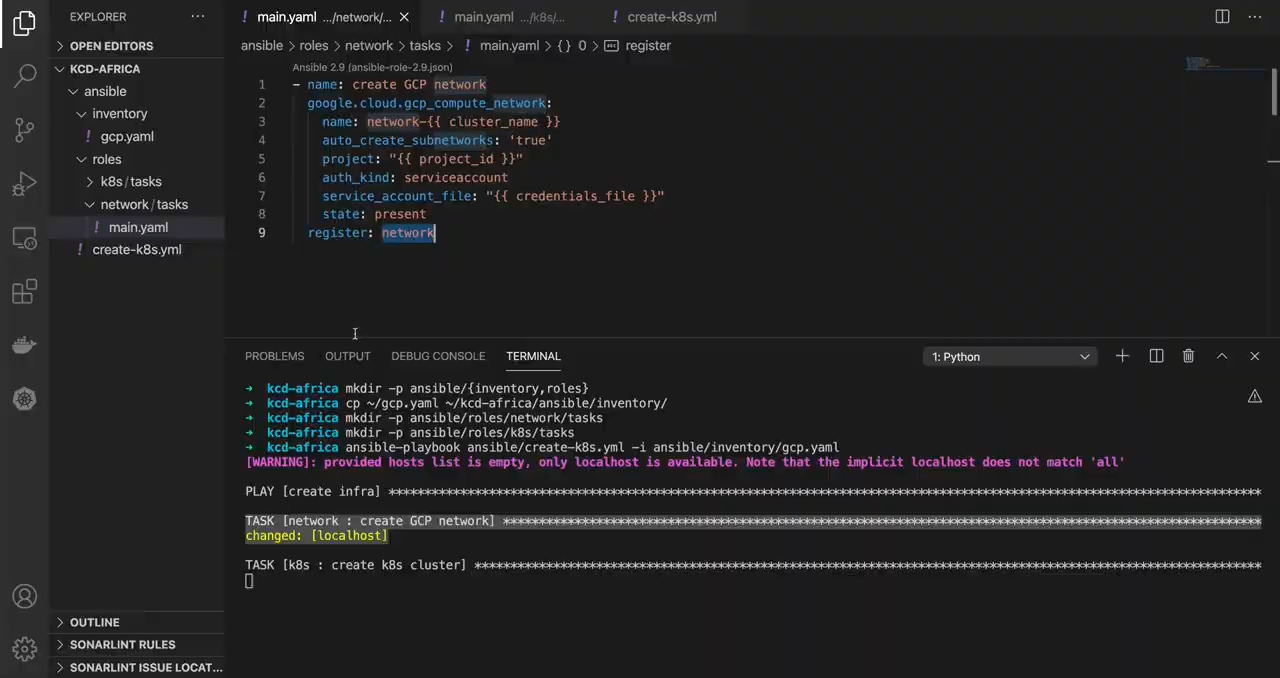 EXPLORER
···
! main.yaml .../network/... ×
! main.yaml .../k8s/...
! create-k8s.yml
···
> OPEN EDITORS
ansible > roles > network > tasks > ! main.yaml > {} 0 > abc register
KCD-AFRICA
ansible
inventory
! gcp.yaml
roles
> k8s / tasks
network / tasks
! main.yaml
! create-k8s.yml
> OUTLINE
> SONARLINT RULES
> SONARLINT ISSUE LOCAT...
Ansible 2.9 (ansible-role-2.9.json)
1 - name: create GCP network
2 google.cloud.gcp_compute_network:
3 name: network-{{ cluster_name }}
4 auto_create_subnetworks: 'true'
5 project: "{{ project_id }}"
6 auth_kind: serviceaccount
7 service_account_file: "{{ credentials_file }}"
8 state: present
9 register: network
PROBLEMS OUTPUT DEBUG CONSOLE TERMINAL 1: Python
→ kcd-africa mkdir -p ansible/{inventory,roles}
→ kcd-africa cp ~/gcp.yaml ~/kcd-africa/ansible/inventory/
→ kcd-africa mkdir -p ansible/roles/network/tasks
→ kcd-africa mkdir -p ansible/roles/k8s/tasks
→ kcd-africa ansible-playbook ansible/create-k8s.yml -i ansible/inventory/gcp.yaml
[WARNING]: provided hosts list is empty, only localhost is available. Note that the implicit localhost does not match 'all'
PLAY [create infra] ************************************************************************************************************************
TASK [network : create GCP network] *********************************************************************************************************
changed: [localhost]
TASK [k8s : create k8s cluster] *************************************************************************************************************